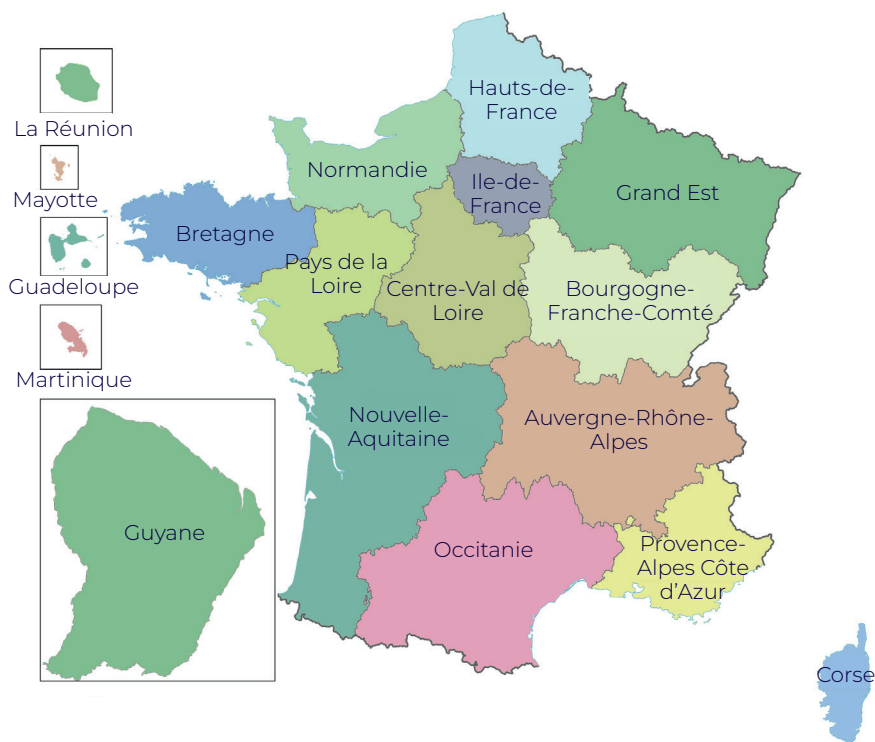 La Réunion
Mayotte
Guadeloupe
Martinique
Guyane
Hauts-de-
France
Normandie
Ile-de-
France
Grand Est
Bretagne
Pays de la
Loire
Centre-Val de
Loire
Bourgogne-
Franche-Comté
Nouvelle-
Aquitaine
Auvergne-Rhône-
Alpes
Occitanie
Provence-
Alpes Côte
d'Azur
Corse